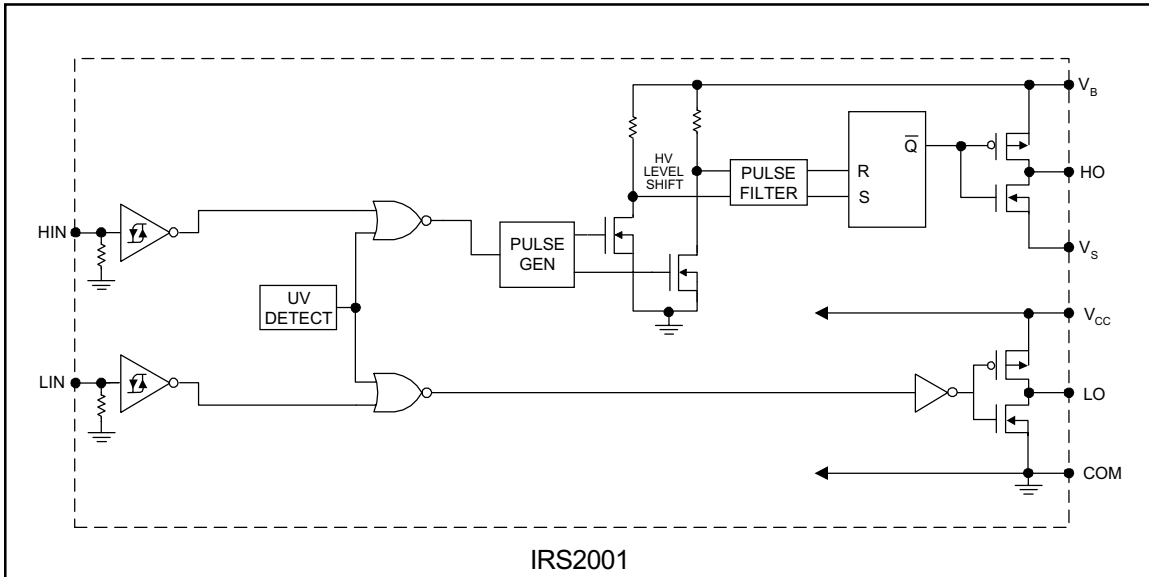 V_B
Q̅
HV
LEVEL
SHIFT
PULSE
FILTER
R
S
HO
HIN
PULSE
GEN
V_S
UV
DETECT
V_CC
LIN
LO
COM
IRS2001